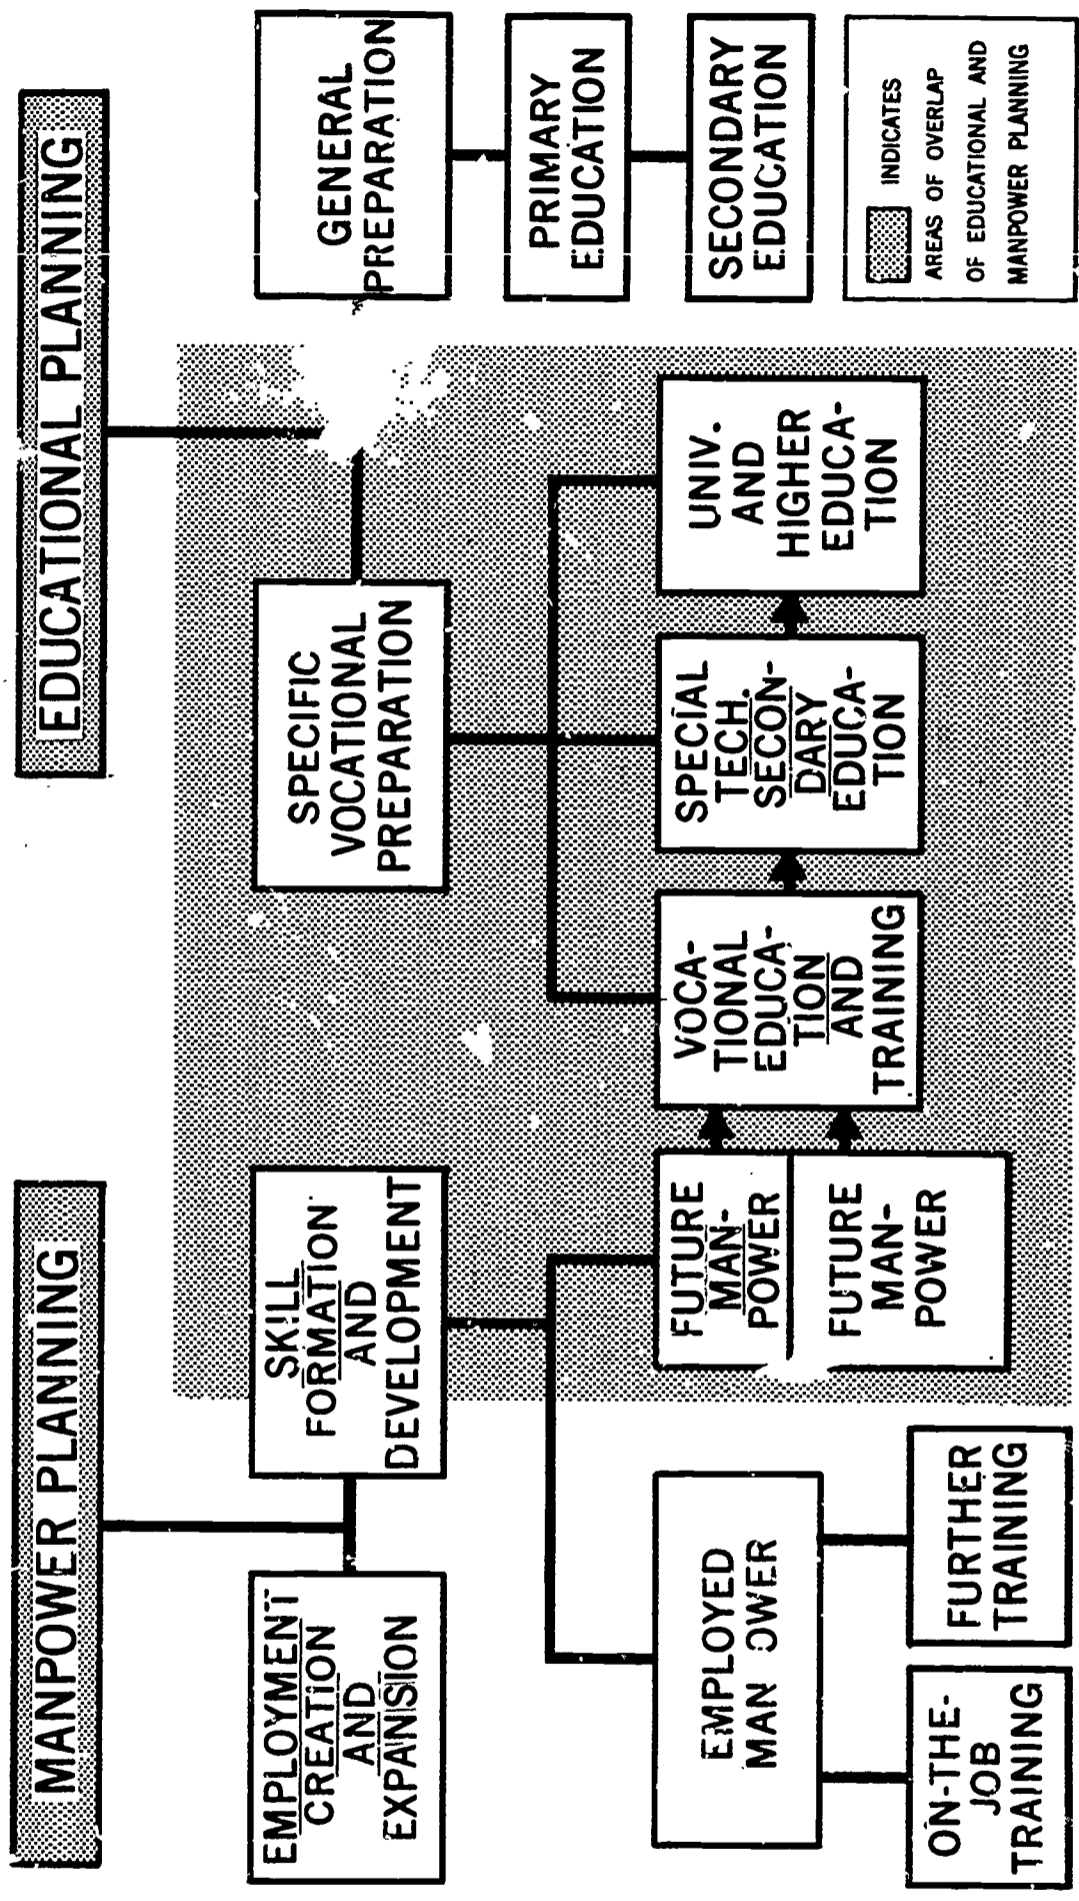 MANPOWER PLANNING
EDUCATIONAL PLANNING
EMPLOYMENT
CREATION
AND
EXPANSION
SKILL
FORMATION
AND
DEVELOPMENT
SPECIFIC
VOCATIONAL
PREPARATION
GENERAL
PREPARATION
PRIMARY
EDUCATION
SECONDARY
EDUCATION
EMPLOYED
MAN OWER
FUTURE
MAN-
POWER
FUTURE
MAN-
POWER
VOCA-
TIONAL
EDUCA-
TION
AND
TRAINING
SPECIAL
TECH.
SECON-
DARY
EDUCA-
TION
UNIV.
AND
HIGHER
EDUCA-
TION
ON-THE-
JOB
TRAINING
FURTHER
TRAINING
INDICATES
AREAS OF OVERLAP
OF EDUCATIONAL AND
MANPOWER PLANNING